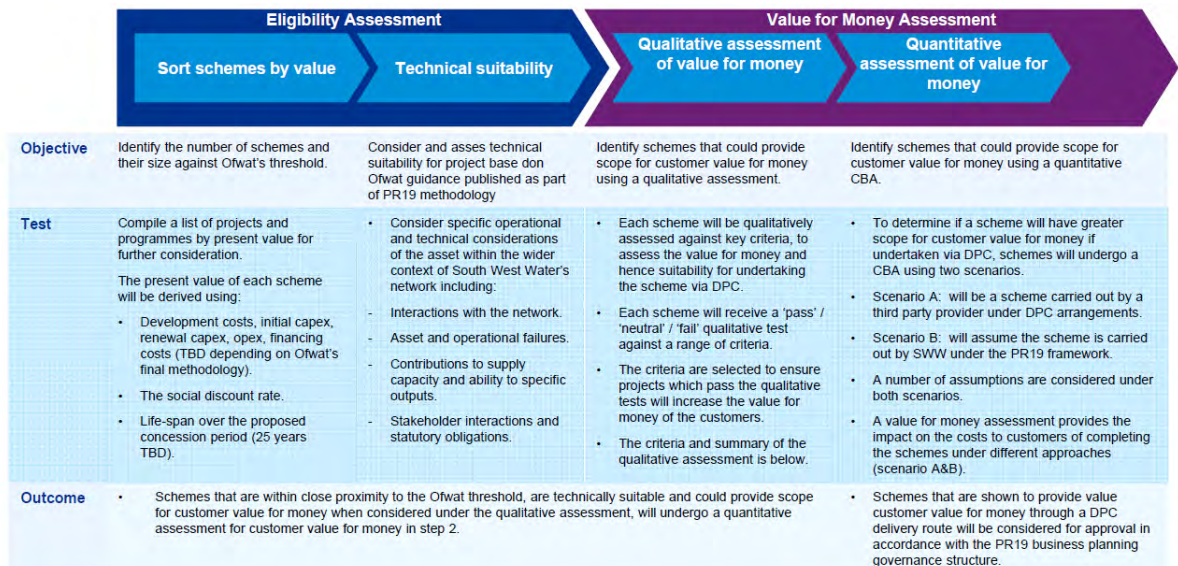 Eligibility Assessment
Value for Money Assessment
Sort schemes by value
Technical suitability
Qualitative assessment
of value for money
Quantitative
assessment of value for
money
Objective
Identify the number of schemes and
their size against Ofwat's threshold.
Consider and asses technical
suitability for project base don
Ofwat guidance published as part
of PR19 methodology
Identify schemes that could provide
scope for customer value for money
using a qualitative assessment.
Identify schemes that could provide scope for
customer value for money using a quantitative
CBA.
Test
Compile a list of projects and
programmes by present value for
further consideration.
The present value of each scheme
will be derived using:
• Development costs, initial capex,
renewal capex, opex, financing
costs (TBD depending on Ofwat's
final methodology).
• The social discount rate.
• Life-span over the proposed
concession period (25 years
TBD).
• Consider specific operational
and technical considerations
of the asset within the wider
context of South West Water's
network including:
- Interactions with the network.
- Asset and operational failures.
- Contributions to supply
capacity and ability to specific
outputs.
- Stakeholder interactions and
statutory obligations.
• Each scheme will be qualitatively
assessed against key criteria, to
assess the value for money and
hence suitability for undertaking
the scheme via DPC.
• Each scheme will receive a 'pass' /
'neutral' / 'fail' qualitative test
against a range of criteria.
• The criteria are selected to ensure
projects which pass the qualitative
tests will increase the value for
money of the customers.
• The criteria and summary of the
qualitative assessment is below.
• To determine if a scheme will have greater
scope for customer value for money if
undertaken via DPC, schemes will undergo a
CBA using two scenarios.
• Scenario A: will be a scheme carried out by a
third party provider under DPC arrangements.
• Scenario B: will assume the scheme is carried
out by SWW under the PR19 framework.
• A number of assumptions are considered under
both scenarios.
• A value for money assessment provides the
impact on the costs to customers of completing
the schemes under different approaches
(scenario A&B).
Outcome
• Schemes that are within close proximity to the Ofwat threshold, are technically suitable and could provide scope
for customer value for money when considered under the qualitative assessment, will undergo a quantitative
assessment for customer value for money in step 2.
• Schemes that are shown to provide value
customer value for money through a DPC
delivery route will be considered for approval in
accordance with the PR19 business planning
governance structure.